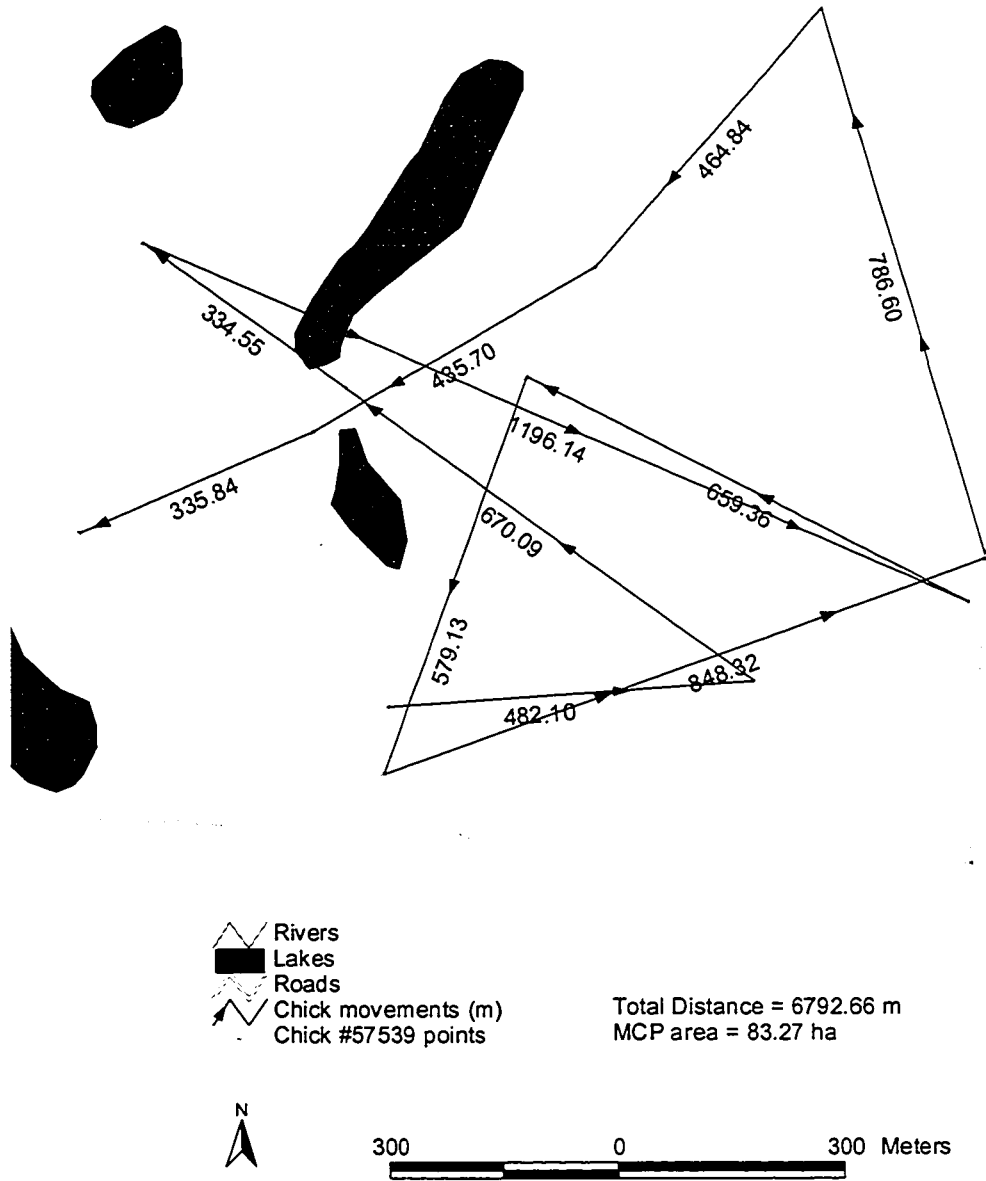 464.84
786.60
334.55
435.70
1196.14
659.36
335.84
670.09
579.13
848.32
482.10
Rivers
Lakes
Roads
Chick movements (m)
Chick #57539 points
Total Distance = 6792.66 m
MCP area = 83.27 ha
N
300 0 300 Meters